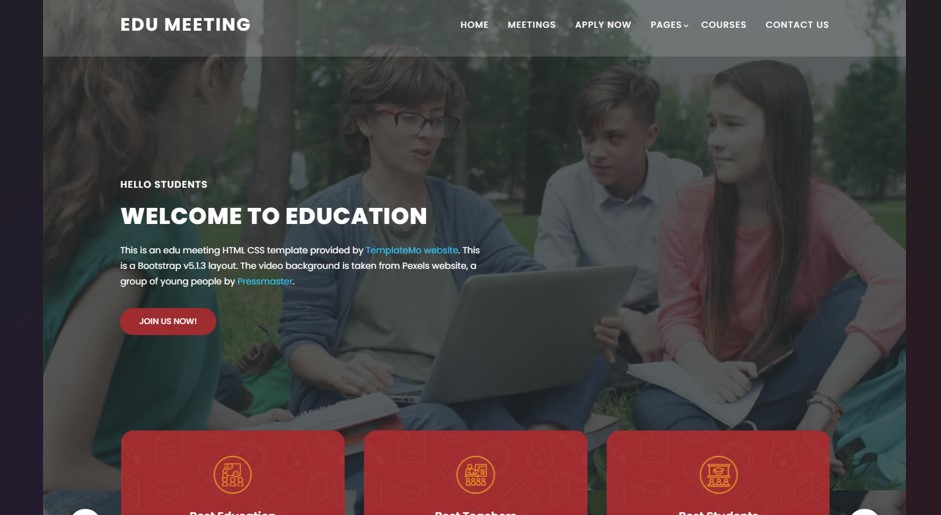 EDU MEETING
HOME MEETINGS APPLY NOW PAGES COURSES CONTACT US
HELLO STUDENTS
WELCOME TO EDUCATION
This is an edu meeting HTML CSS template provided by TemplateMo website. This
is a Bootstrap v5.1.3 layout. The video background is taken from Pexels website, a
group of young people by Pressmaster.
JOIN US NOW!
Best Education Best Teachers Best Students